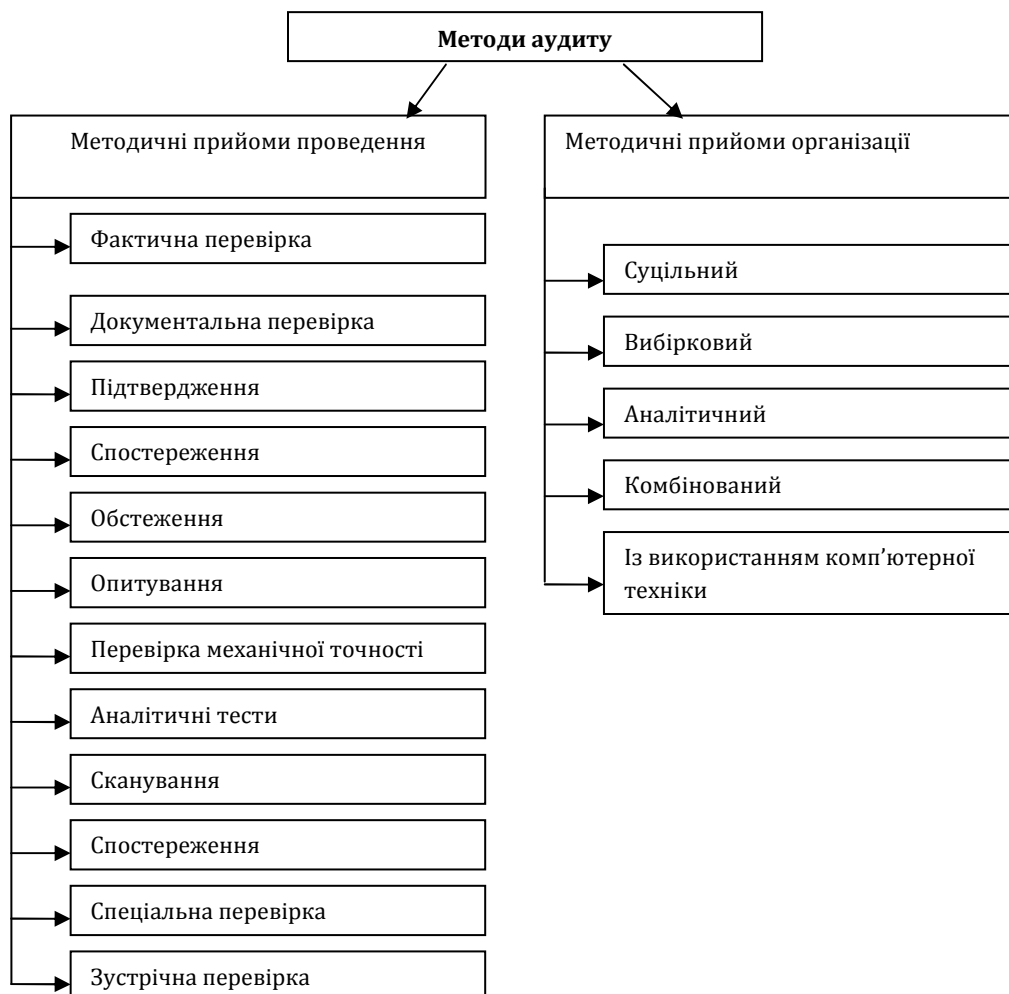 Методи аудиту
Методичні прийоми проведення
Фактична перевірка
Документальна перевірка
Підтвердження
Спостереження
Обстеження
Опитування
Перевірка механічної точності
Аналітичні тести
Сканування
Спостереження
Спеціальна перевірка
Зустрічна перевірка
Методичні прийоми організації
Суцільний
Вибірковий
Аналітичний
Комбінований
Із використанням комп’ютерної
техніки